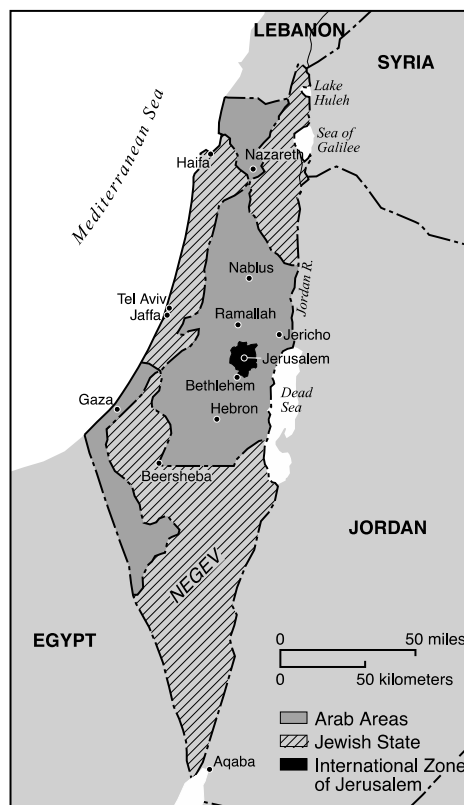 LEBANON
SYRIA
Lake
Huleh
Sea of
Galilee
Mediterranean Sea
Haifa
Nazareth
Nablus
Jordan R.
Tel Aviv
Jaffa
Ramallah
Jericho
Jerusalem
Bethlehem
Dead
Sea
Gaza
Hebron
Beersheba
JORDAN
NEGEV
EGYPT
0 50 miles
0 50 kilometers
Arab Areas
Jewish State
International Zone
of Jerusalem
Aqaba